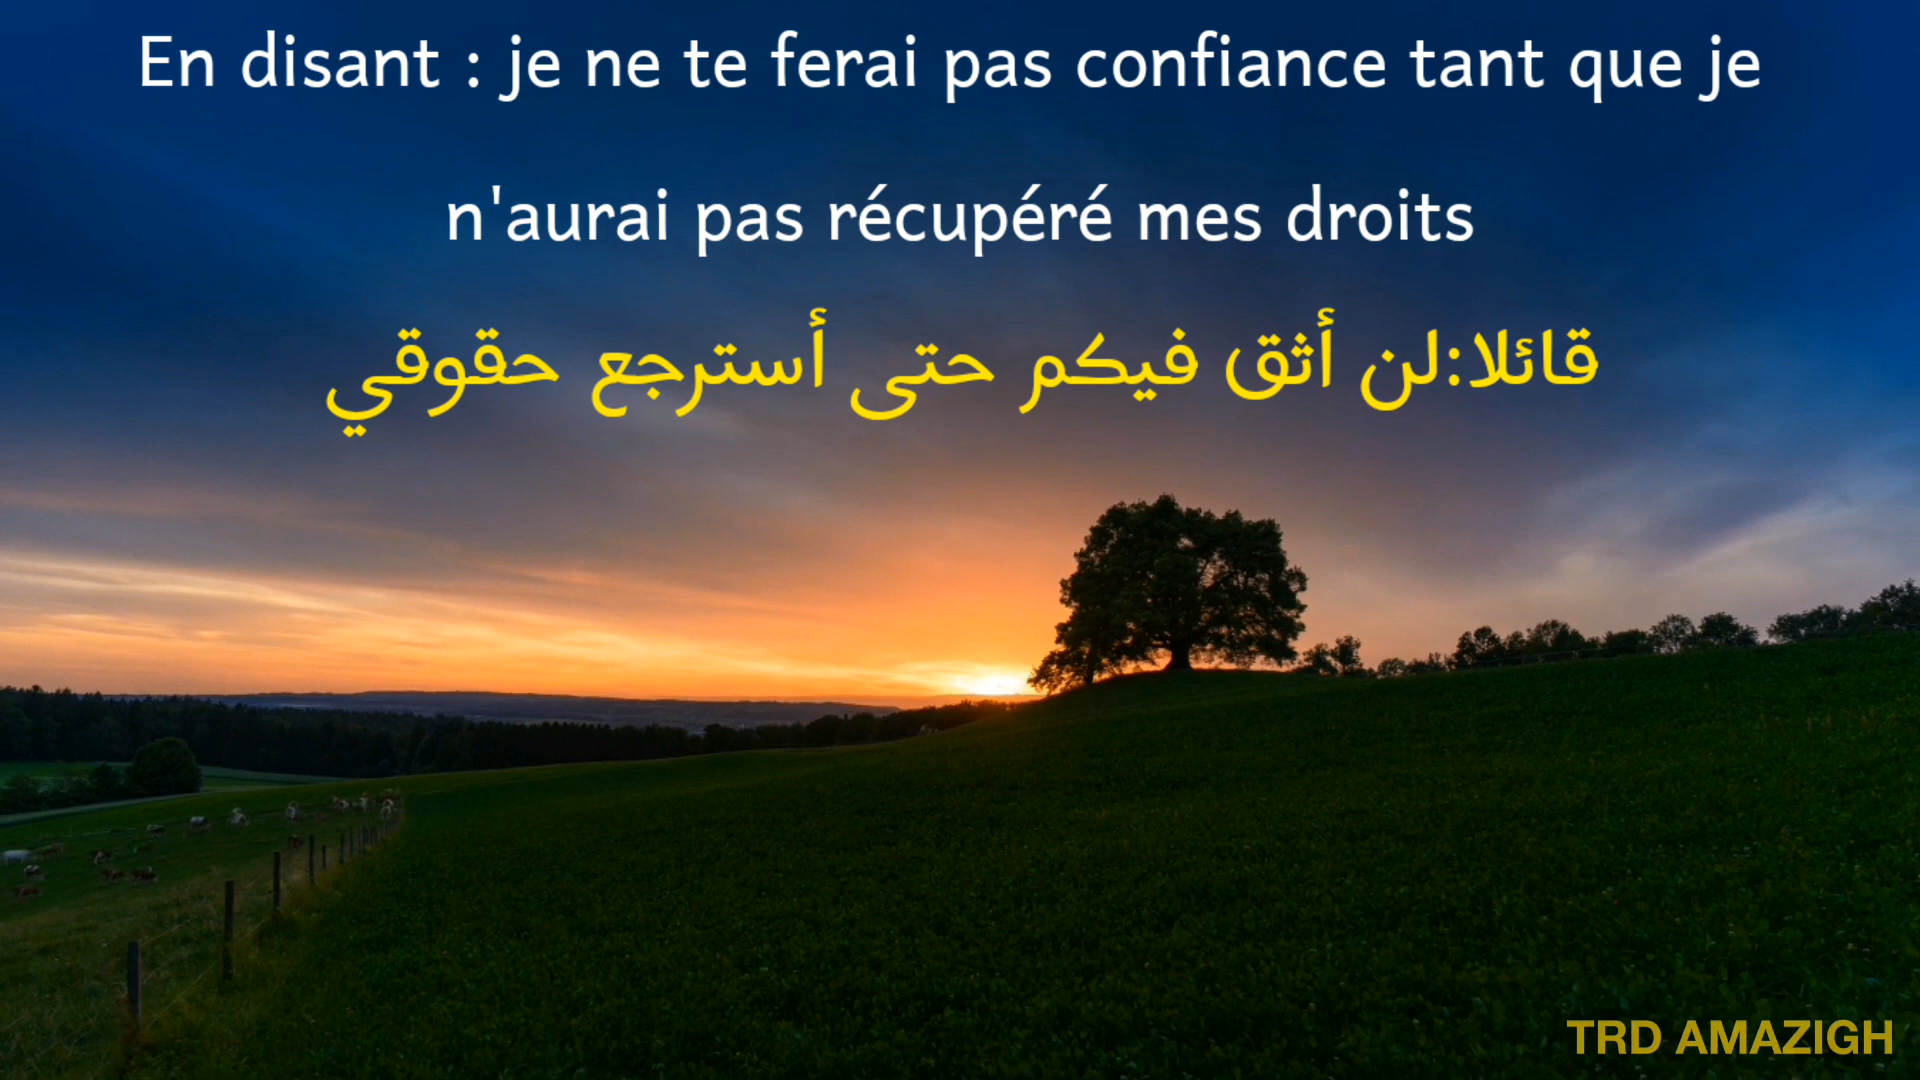 En disant : je ne te ferai pas confiance tant que je
n'aurai pas récupéré mes droits
قائلا:لن أثق فيكم حتى أسترجع حقوقي
TRD AMAZIGH